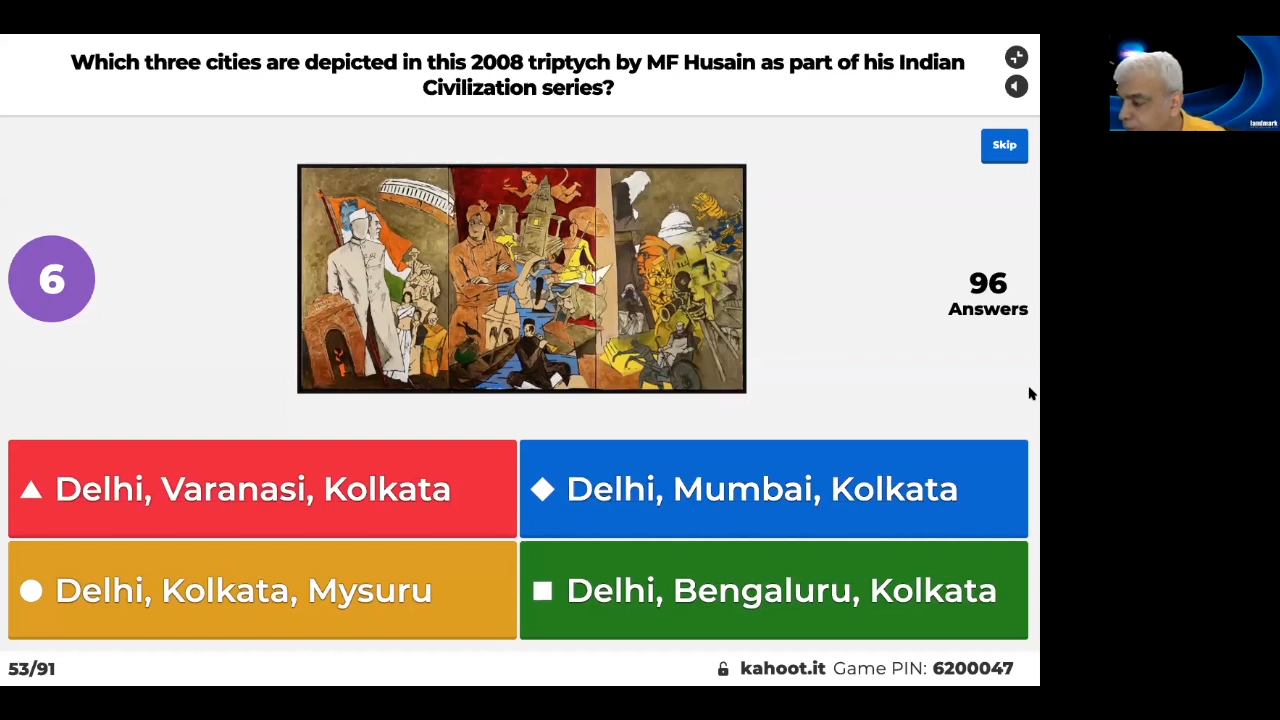 Which three cities are depicted in this 2008 triptych by MF Husain as part of his Indian
Civilization series?
Skip
landmark
6
96
Answers
Delhi, Varanasi, Kolkata
Delhi, Mumbai, Kolkata
Delhi, Kolkata, Mysuru
Delhi, Bengaluru, Kolkata
53/91
kahoot.it Game PIN: 6200047